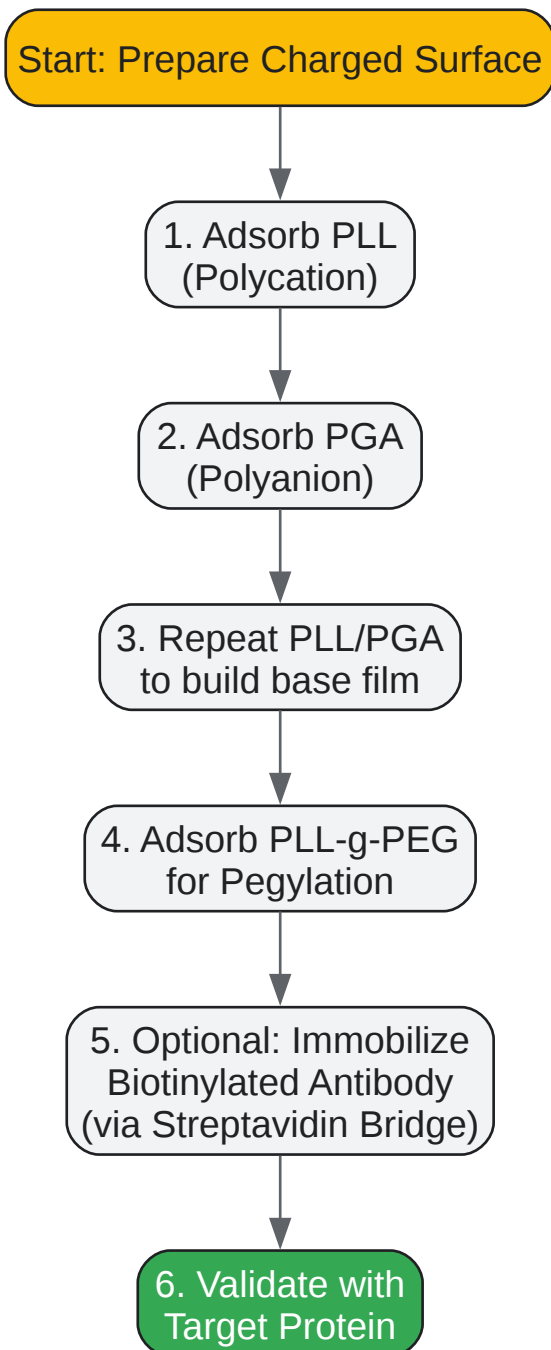 Start: Prepare Charged Surface
1. Adsorb PLL
(Polycation)
2. Adsorb PGA
(Polyanion)
3. Repeat PLL/PGA
to build base film
4. Adsorb PLL-g-PEG
for Pegylation
5. Optional: Immobilize
Biotinylated Antibody
(via Streptavidin Bridge)
6. Validate with
Target Protein